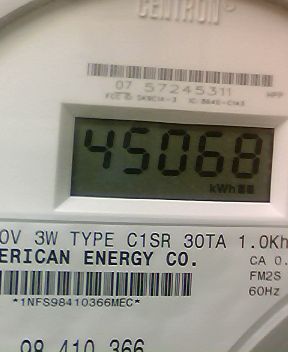 CENTRON
07 57245311
45068
kWh
0V 3W TYPE C1SR 30TA 1.0Kh
ERICAN ENERGY CO. CA 0.
FM2S
*1NFS98410366MEC* 60Hz
98 410 366